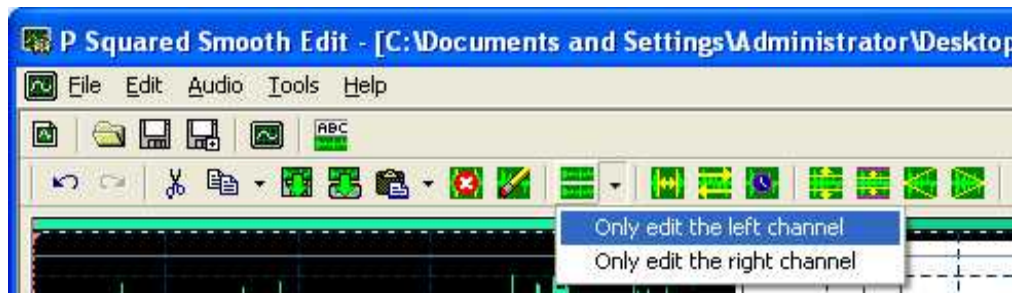 P Squared Smooth Edit - [C:\Documents and Settings\Administrator\Desktop
File Edit Audio Tools Help
ABC
Only edit the left channel
Only edit the right channel